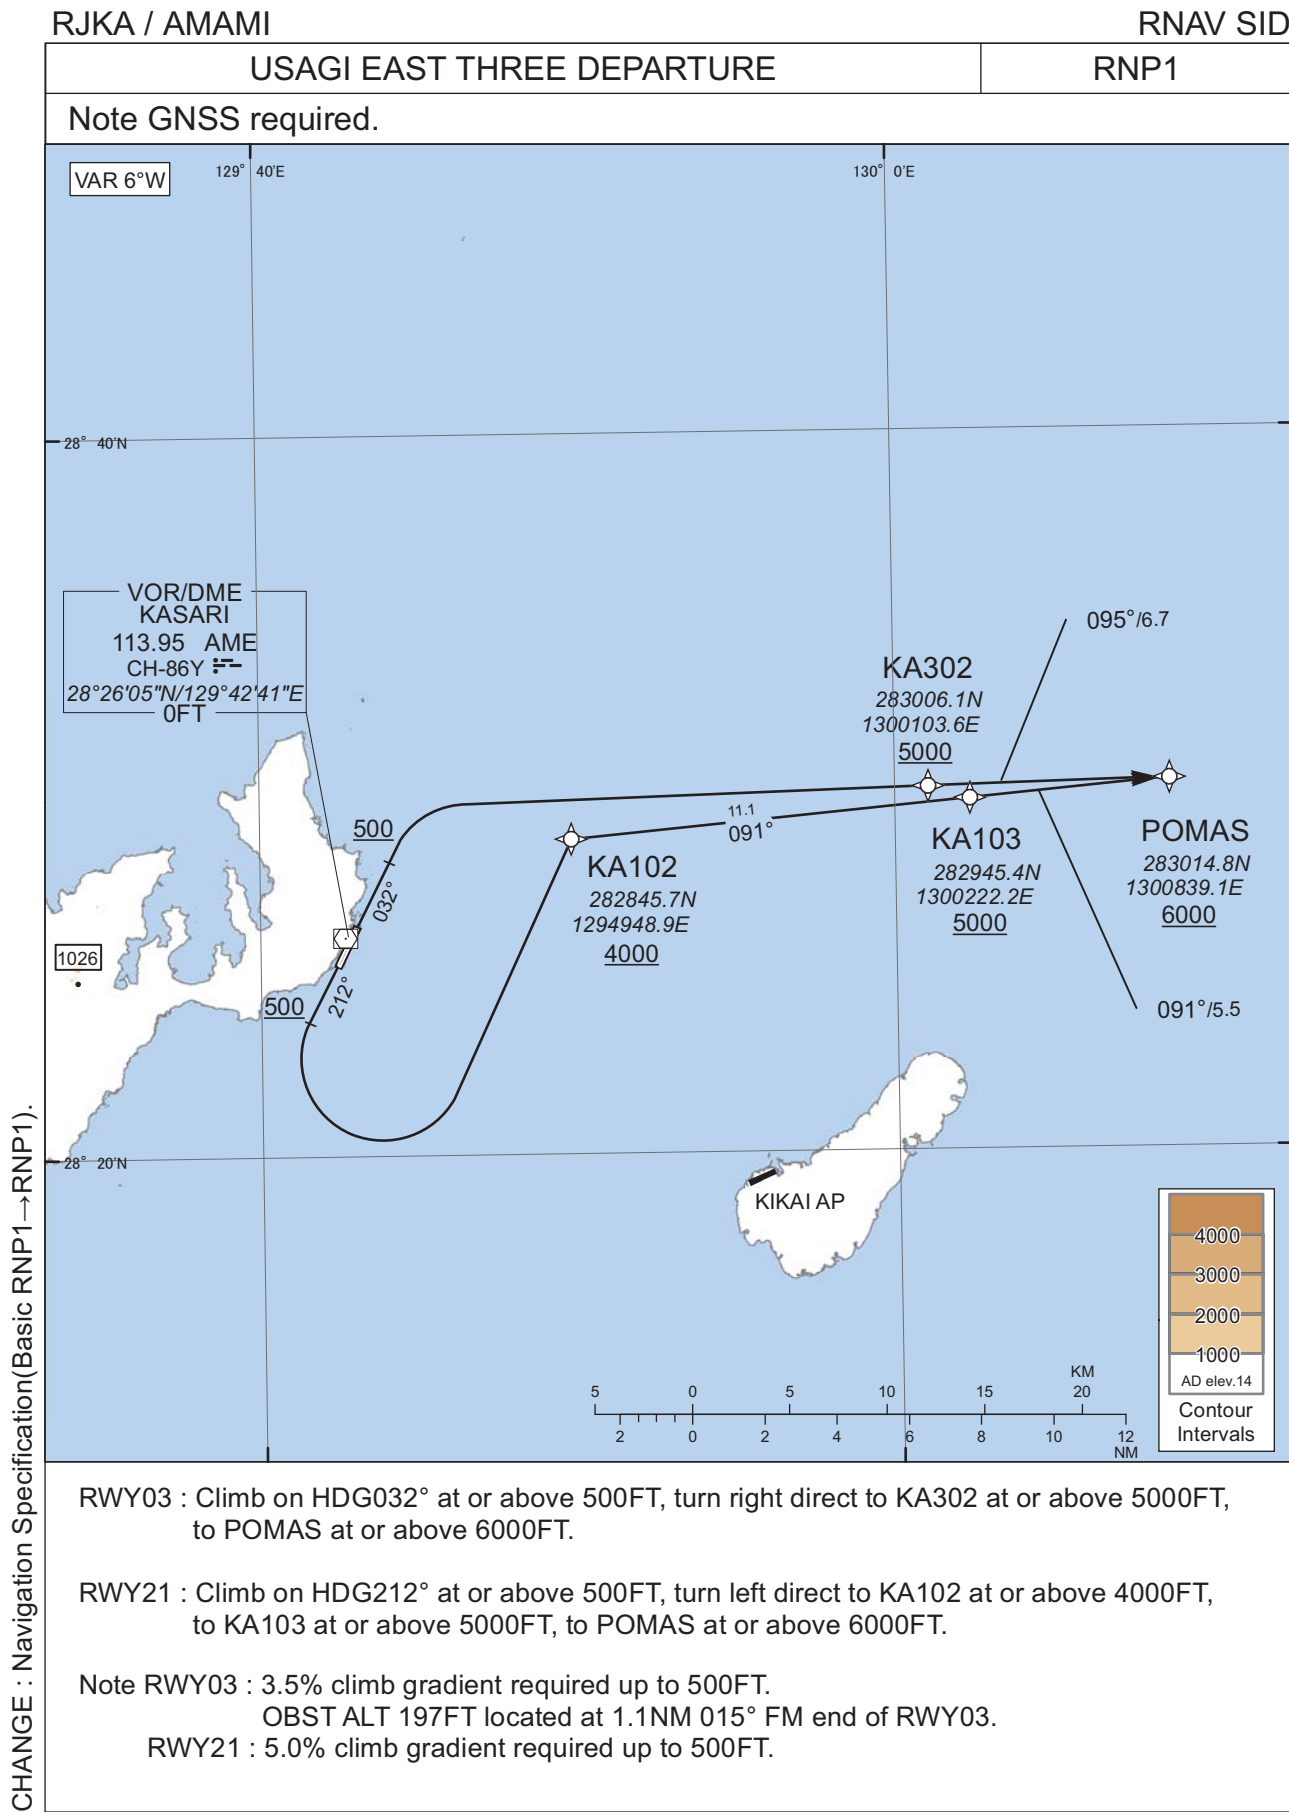 RJKA / AMAMI
RNAV SID
USAGI EAST THREE DEPARTURE
RNP1
Note GNSS required.
VAR 6°W
129° 40'E
130° 0'E
28° 40'N
VOR/DME
KASARI
113.95 AME
CH-86Y
28°26'05"N/129°42'41"E
0FT
095°/6.7
KA302
283006.1N
1300103.6E
5000
500
032°
11.1
091°
KA102
282845.7N
1294948.9E
4000
KA103
282945.4N
1300222.2E
5000
POMAS
283014.8N
1300839.1E
6000
1026
500
212°
091°/5.5
28° 20'N
KIKAI AP
4000
3000
2000
1000
AD elev.14
Contour
Intervals
KM
5 0 5 10 15 20
2 0 2 4 6 8 10 12
NM
RWY03 : Climb on HDG032° at or above 500FT, turn right direct to KA302 at or above 5000FT,
to POMAS at or above 6000FT.
RWY21 : Climb on HDG212° at or above 500FT, turn left direct to KA102 at or above 4000FT,
to KA103 at or above 5000FT, to POMAS at or above 6000FT.
Note RWY03 : 3.5% climb gradient required up to 500FT.
OBST ALT 197FT located at 1.1NM 015° FM end of RWY03.
RWY21 : 5.0% climb gradient required up to 500FT.
CHANGE : Navigation Specification(Basic RNP1→RNP1).